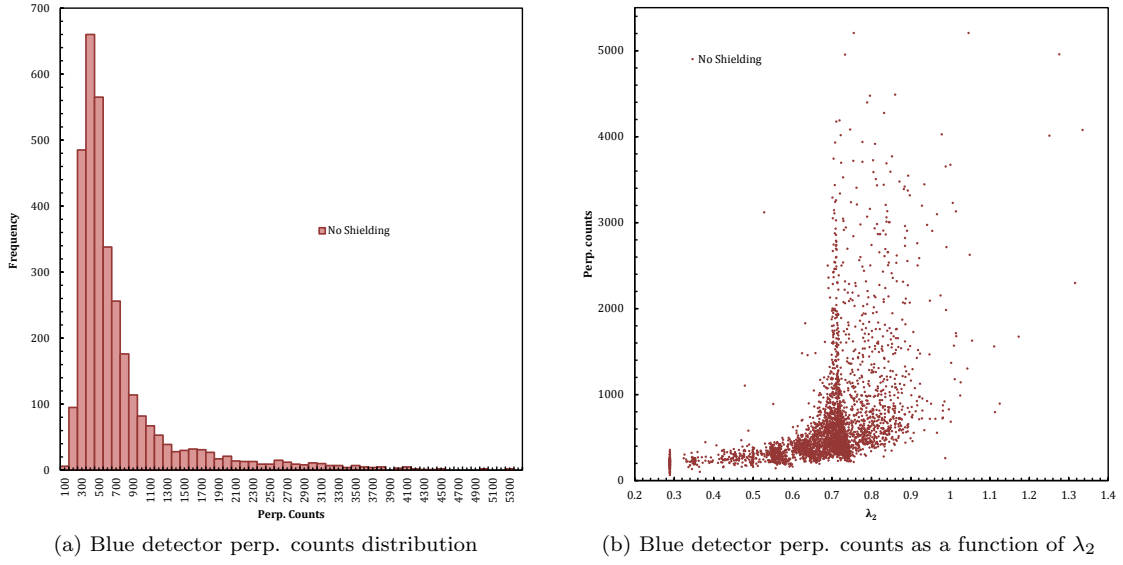 700
600
500
400
300
200
100
0
Frequency
No Shielding
100 300 500 700 900 1100 1300 1500 1700 1900 2100 2300 2500 2700 2900 3100 3300 3500 3700 3900 4100 4300 4500 4700 4900 5100 5300
Perp. Counts
(a) Blue detector perp. counts distribution
5000
4000
3000
2000
1000
0
Perp. counts
No Shielding
0.2 0.3 0.4 0.5 0.6 0.7 0.8 0.9 1 1.1 1.2 1.3 1.4
λ₂
(b) Blue detector perp. counts as a function of λ₂